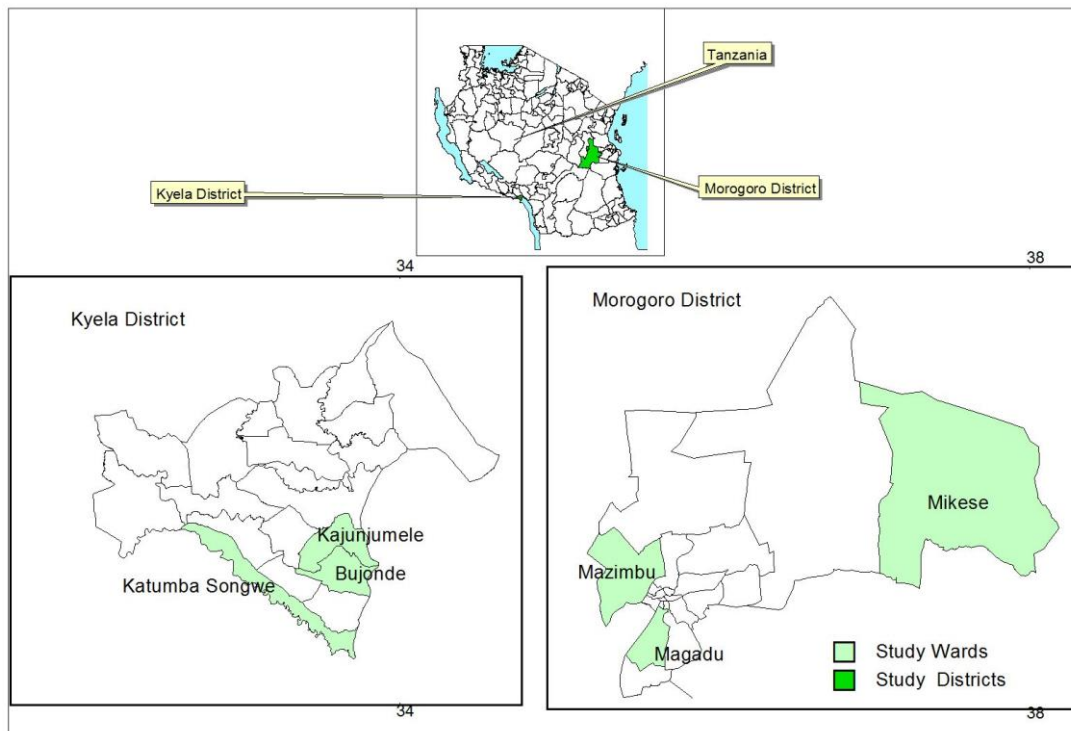 Tanzania
Kyela District
Morogoro District
34
38
Kyela District
Morogoro District
Kajunjumele
Bujonde
Katumba Songwe
Mikese
Mazimbu
Magadu
Study Wards
Study Districts
34
38